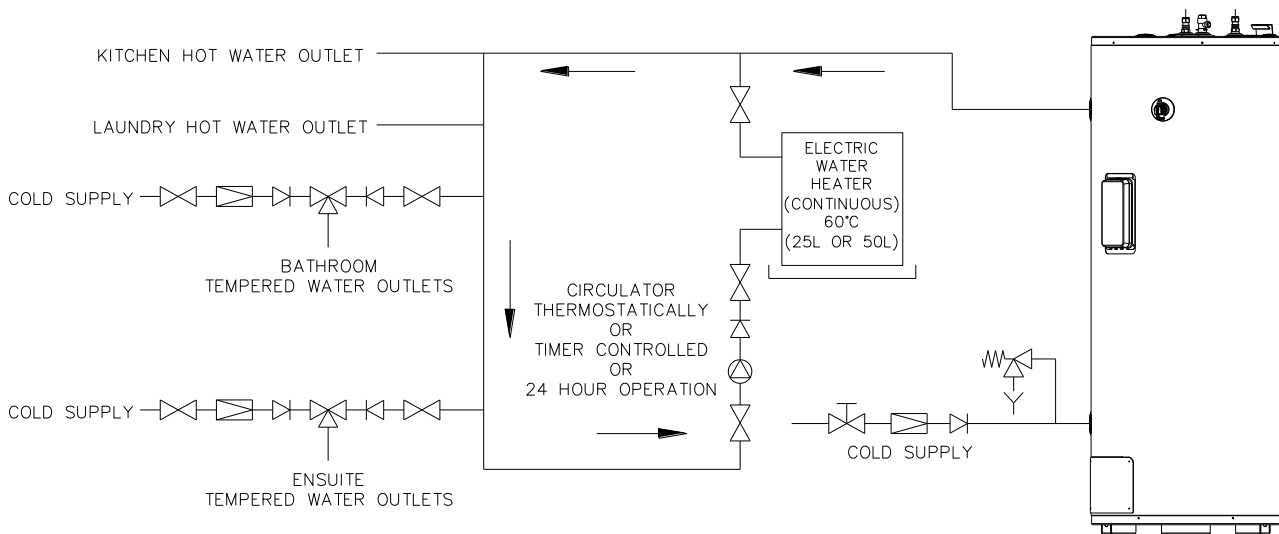 KITCHEN HOT WATER OUTLET
LAUNDRY HOT WATER OUTLET
ELECTRIC
WATER
HEATER
(CONTINUOUS)
60°C
(25L OR 50L)
COLD SUPPLY
BATHROOM
TEMPERED WATER OUTLETS
CIRCULATOR
THERMOSTATICALLY
OR
TIMER CONTROLLED
OR
24 HOUR OPERATION
COLD SUPPLY
COLD SUPPLY
ENSUITE
TEMPERED WATER OUTLETS